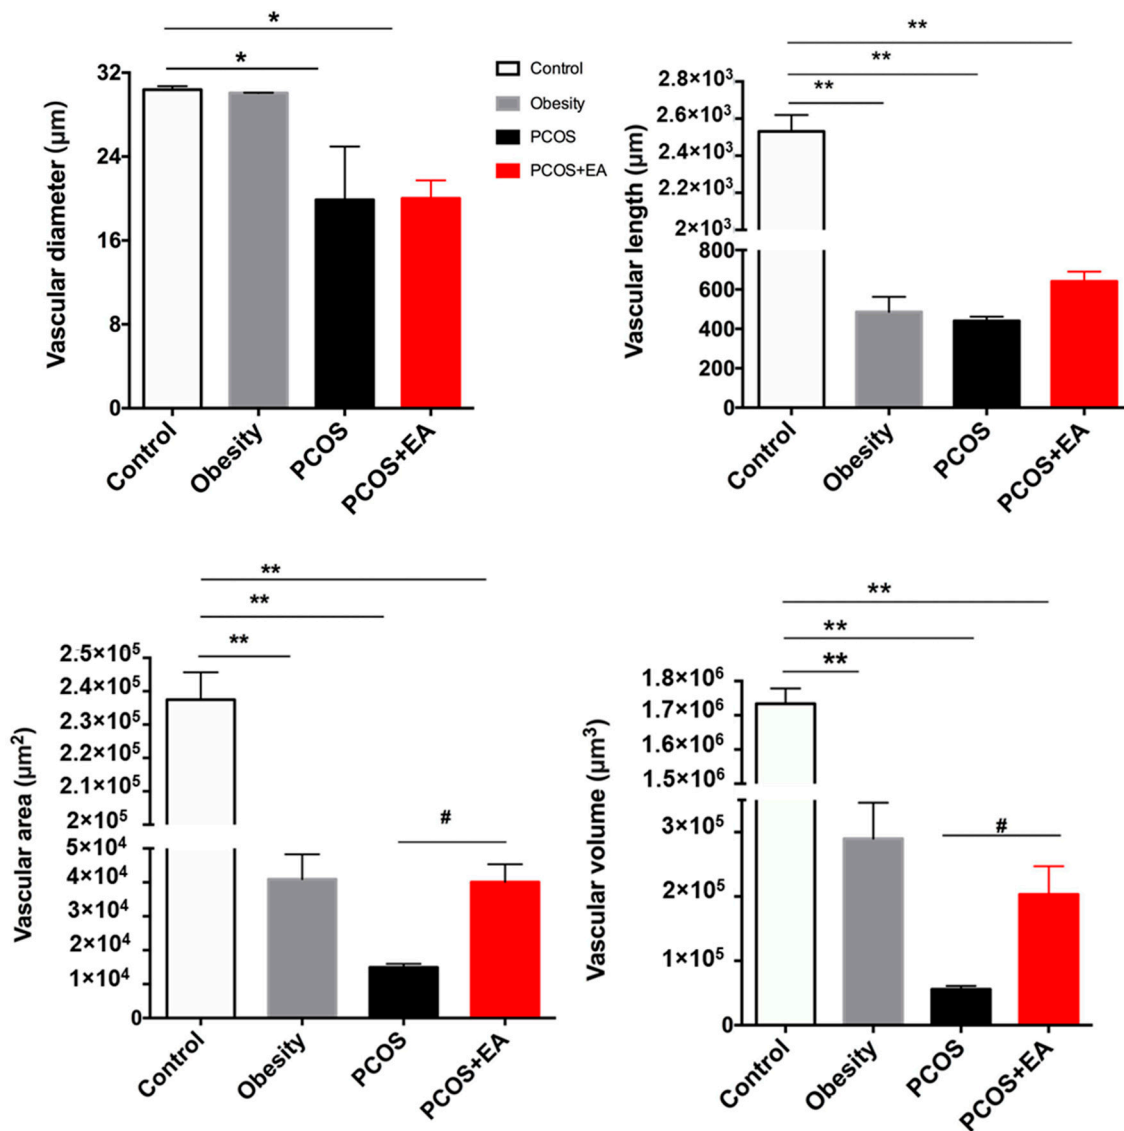 *
*
Vascular diameter (µm)
32
24
16
8
0
Control
Obesity
PCOS
PCOS+EA
Control
Obesity
PCOS
PCOS+EA
**
**
**
Vascular length (µm)
2.8×10³
2.6×10³
2.4×10³
2.2×10³
2×10³
800
600
400
200
0
Control
Obesity
PCOS
PCOS+EA
**
**
**
Vascular area (µm²)
2.5×10⁵
2.4×10⁵
2.3×10⁵
2.2×10⁵
2.1×10⁵
2×10⁵
5×10⁴
4×10⁴
3×10⁴
2×10⁴
1×10⁴
0
#
Control
Obesity
PCOS
PCOS+EA
**
**
**
Vascular volume (µm³)
1.8×10⁶
1.7×10⁶
1.6×10⁶
1.5×10⁶
3×10⁵
2×10⁵
1×10⁵
0
#
Control
Obesity
PCOS
PCOS+EA